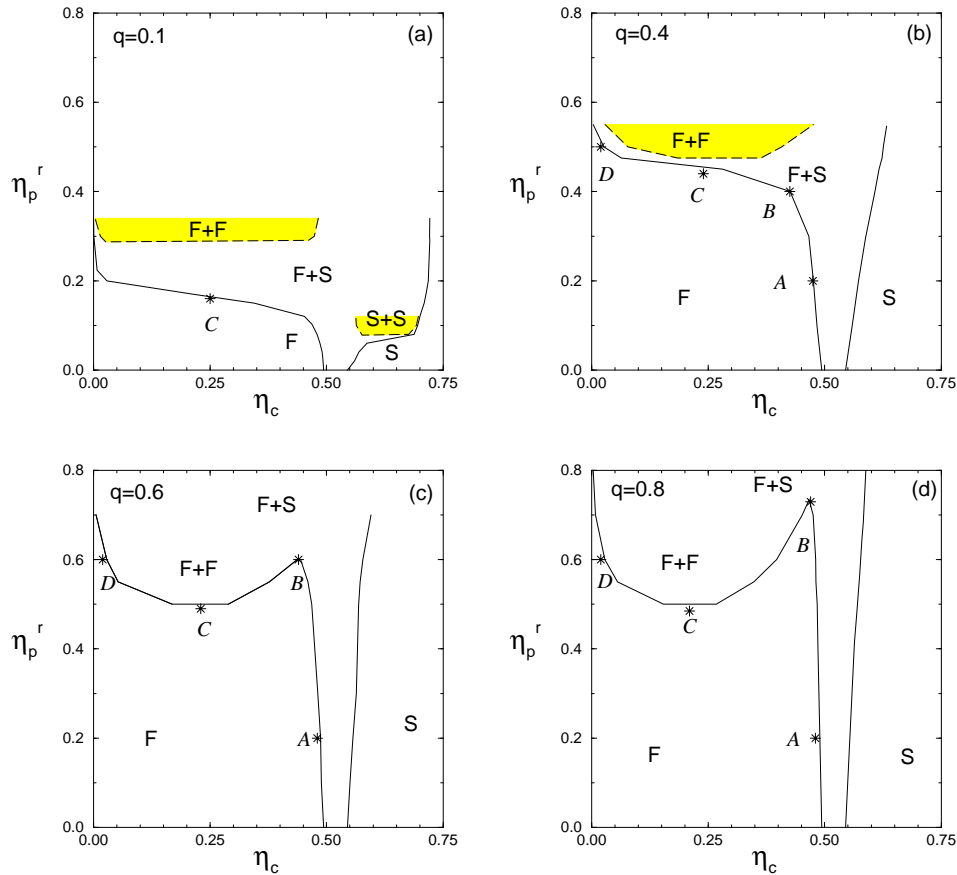 q=0.1
(a)
0.8
0.6
0.4
0.2
0.0
η_p^r
F+F
F+S
S+S
C
F
S
0.00
0.25
0.50
0.75
η_c
q=0.4
(b)
0.8
0.6
0.4
0.2
0.0
η_p^r
F+F
F+S
D
C
B
A
F
S
0.00
0.25
0.50
0.75
η_c
q=0.6
(c)
0.8
0.6
0.4
0.2
0.0
η_p^r
F+S
F+F
D
B
C
A
F
S
0.00
0.25
0.50
0.75
η_c
q=0.8
(d)
0.8
0.6
0.4
0.2
0.0
η_p^r
F+S
F+F
D
B
C
A
F
S
0.00
0.25
0.50
0.75
η_c